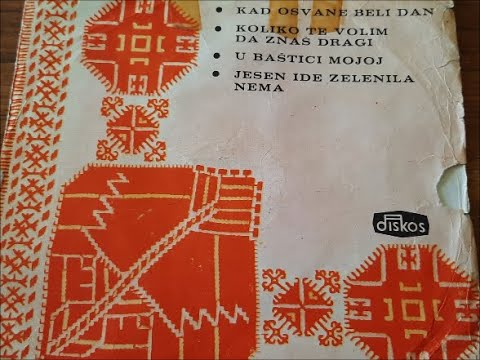 • KAD OSVANE BELI DAN
• KOLIKO TE VOLIM
DA ZNAŠ DRAGI
• U BAŠTICI MOJOJ
• JESEN IDE ZELENILA
NEMA
diskos